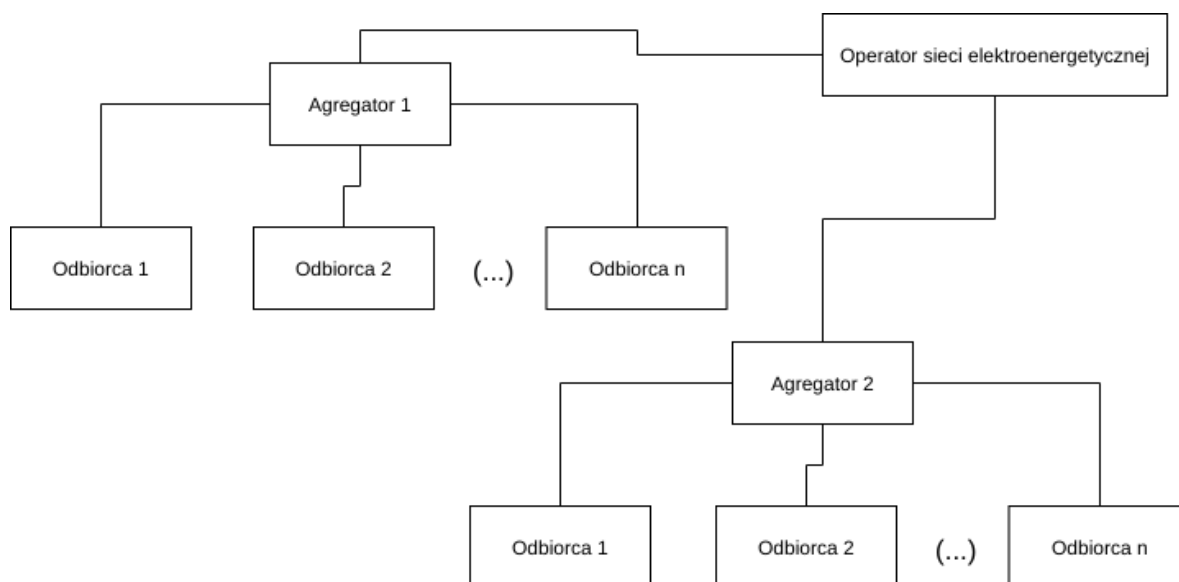 Operator sieci elektroenergetycznej
Agregator 1
Odbiorca 1
Odbiorca 2
(...)
Odbiorca n
Agregator 2
Odbiorca 1
Odbiorca 2
(...)
Odbiorca n